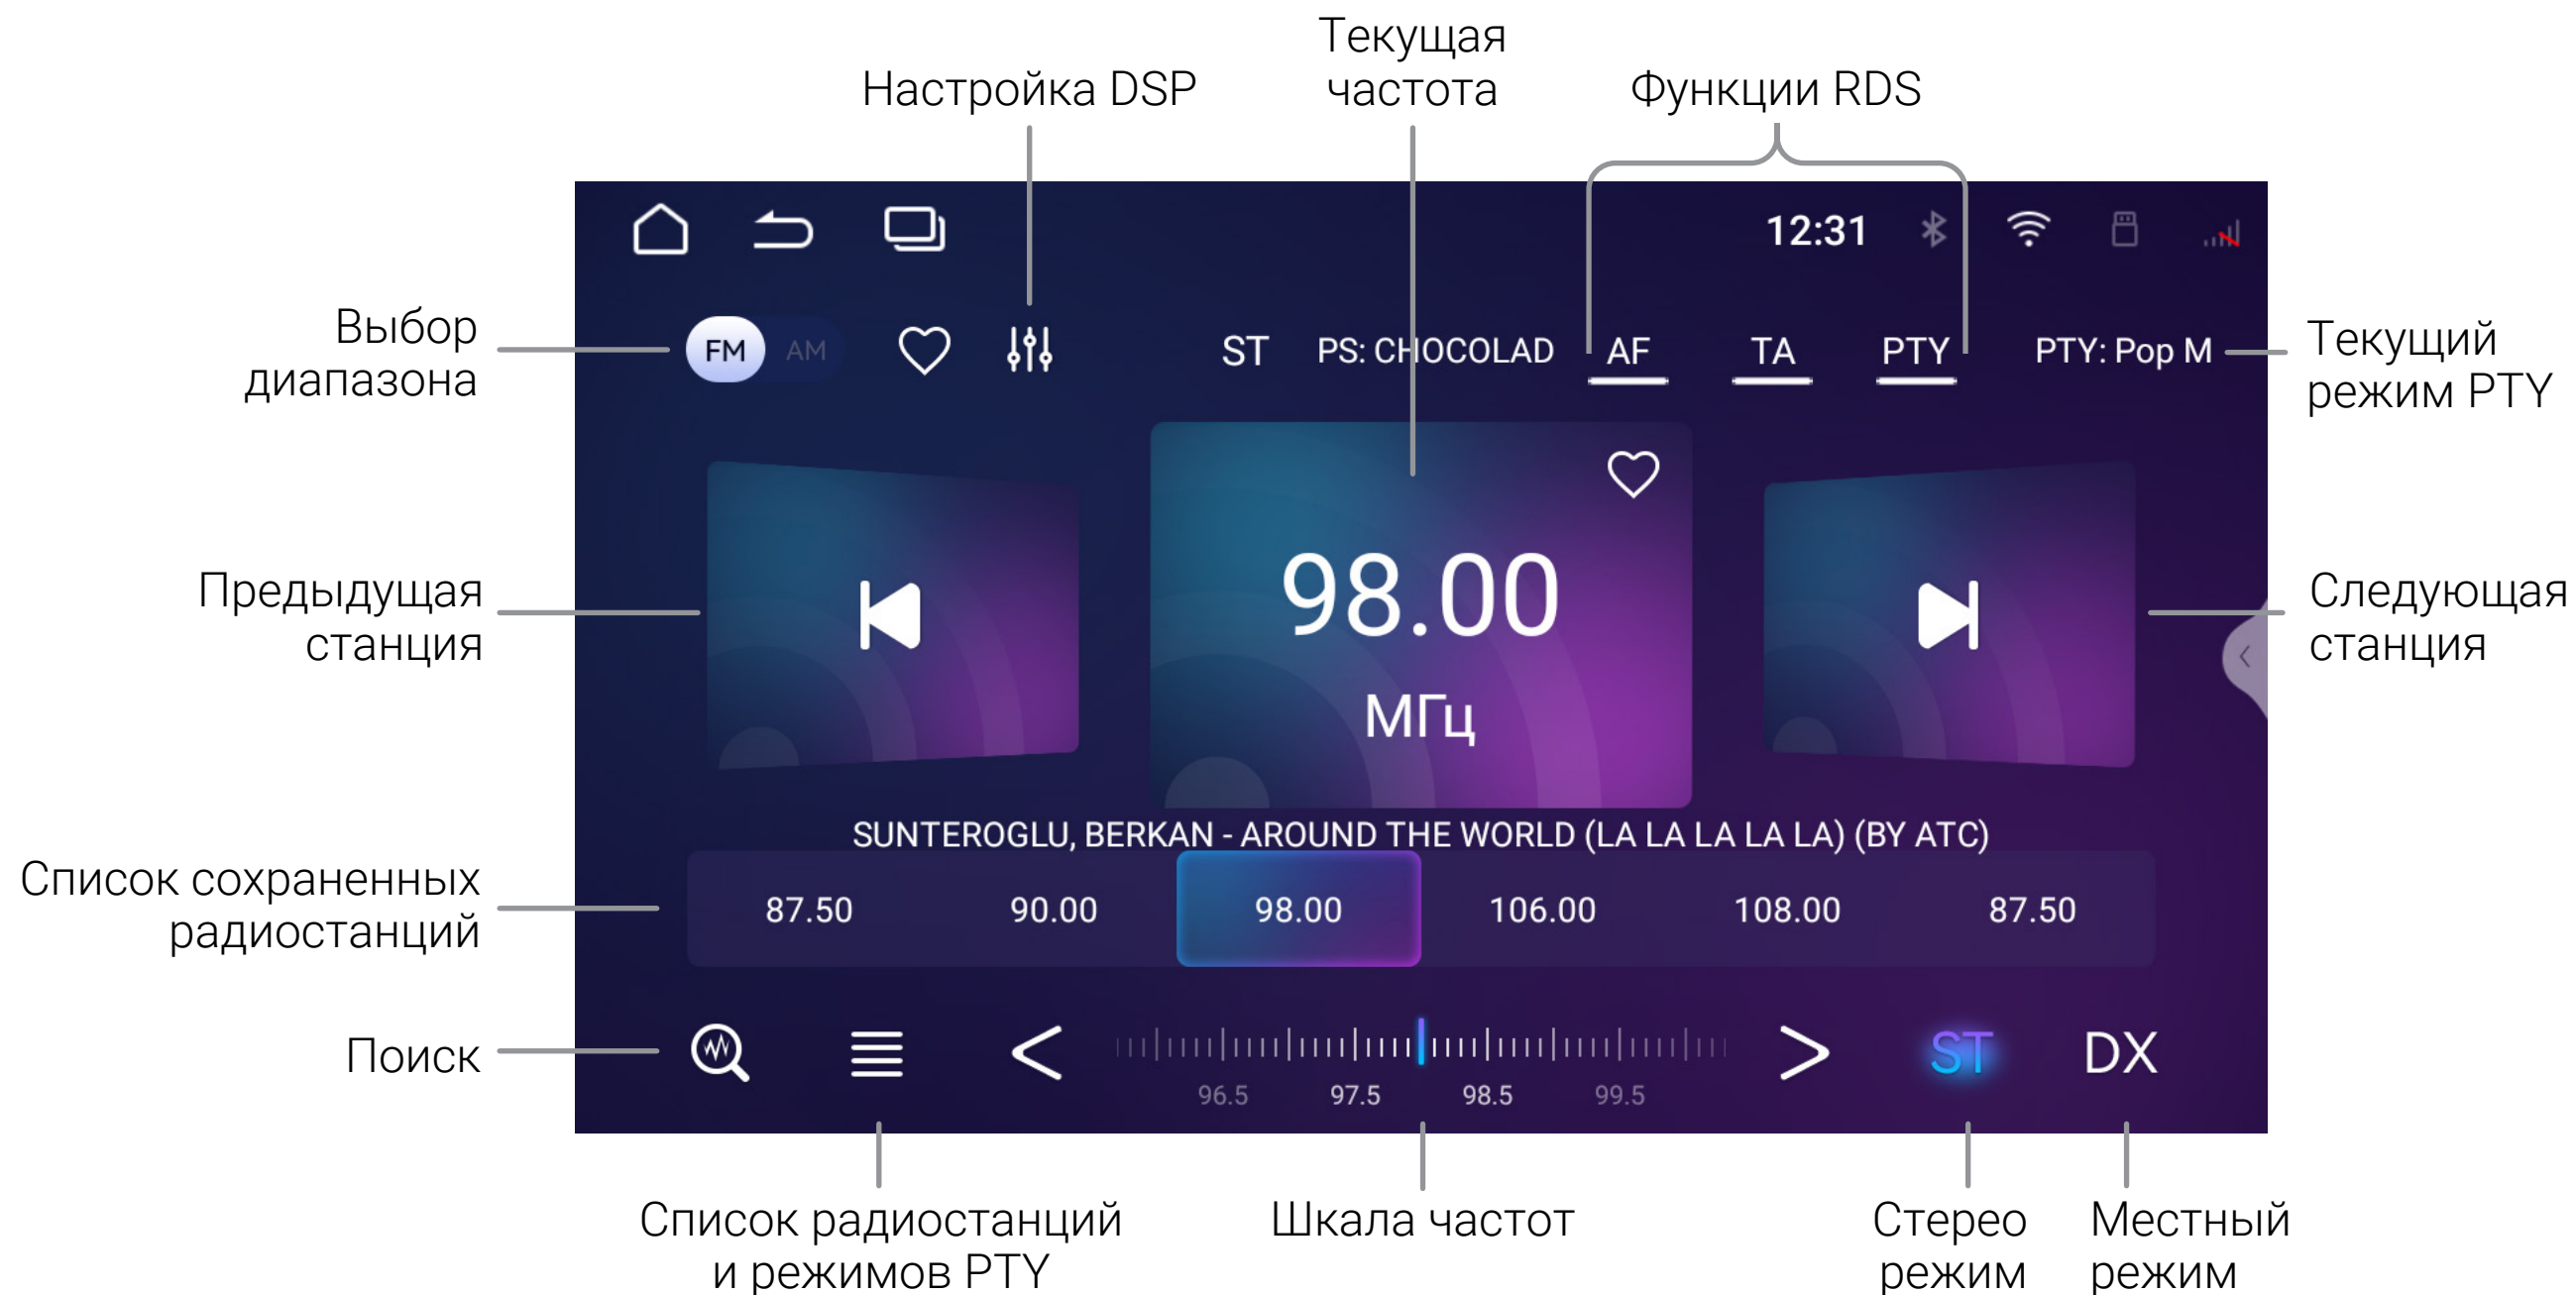 Текущая
частота
Настройка DSP
Функции RDS
12:31
Выбор
диапазона
FM AM
ST PS: CHOCOLAD AF TA PTY PTY: Pop M
Текущий
режим PTY
Предыдущая
станция
98.00
МГц
Следующая
станция
SUNTEROGLU, BERKAN - AROUND THE WORLD (LA LA LA LA LA) (BY ATC)
Список сохраненных
радиостанций
87.50 90.00 98.00 106.00 108.00 87.50
Поиск
< > ST DX
96.5 97.5 98.5 99.5
Список радиостанций
и режимов PTY
Шкала частот
Стерео
режим
Местный
режим